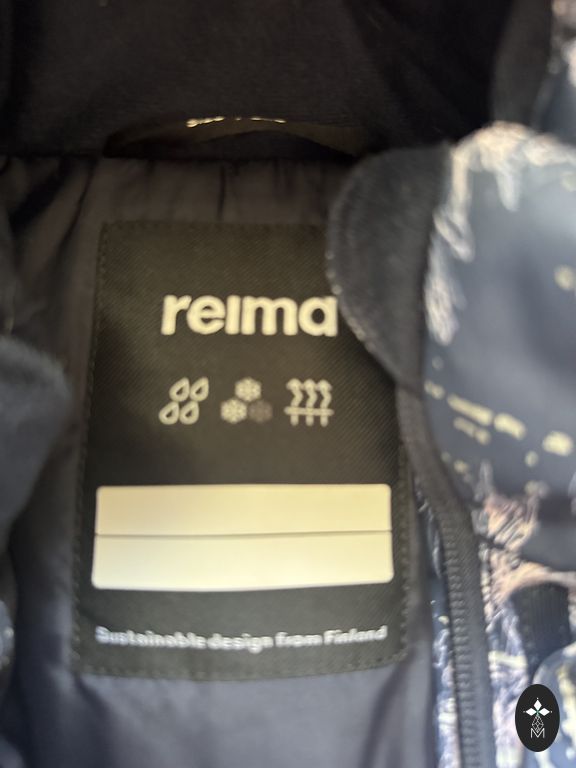 reima
Sustainable design from Finland
M